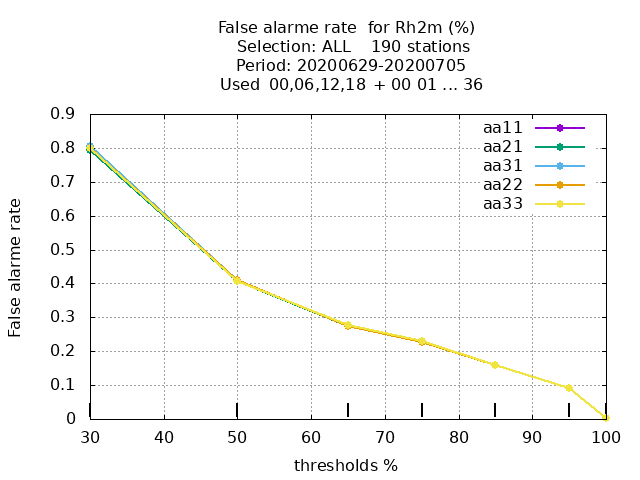 False alarme rate  for Rh2m (%)
Selection: ALL    190 stations
Period: 20200629-20200705
Used  00,06,12,18  + 00 01 ... 36
0.9
0.8
0.7
0.6
0.5
0.4
0.3
0.2
0.1
0
False alarme rate
aa11
aa21
aa31
aa22
aa33
30 40 50 60 70 80 90 100
thresholds %